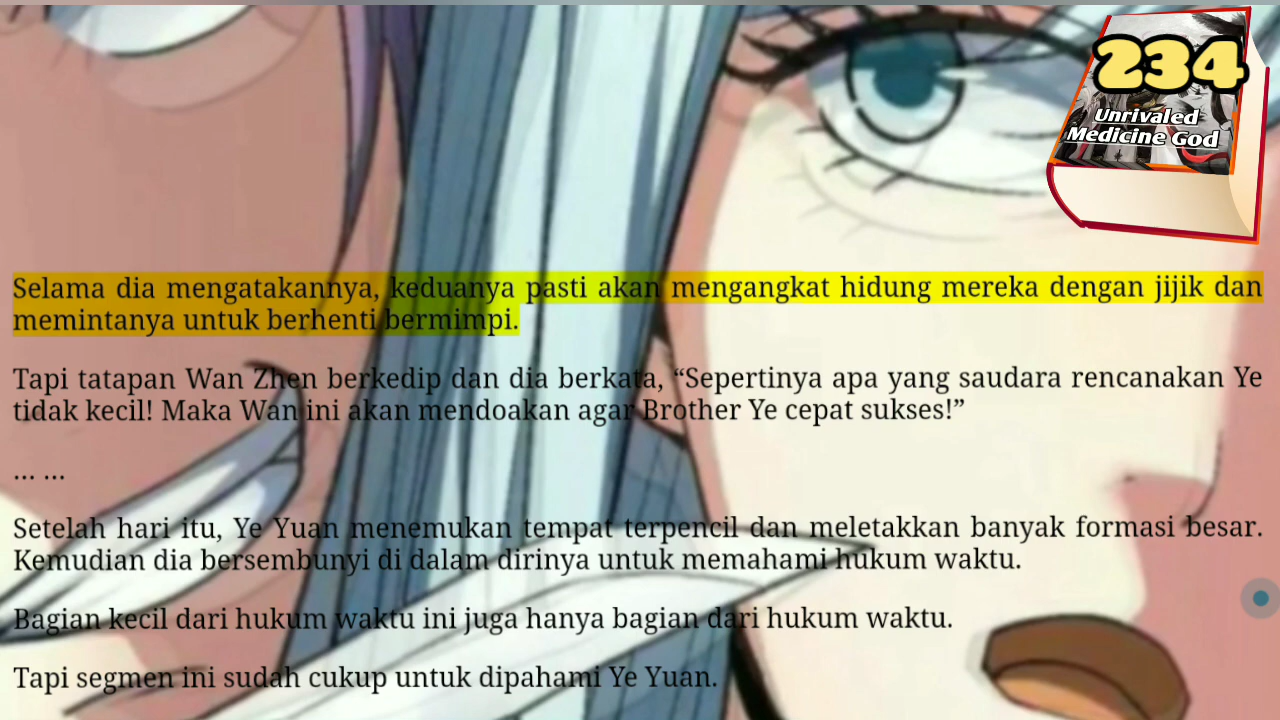 234
Unrivaled
Medicine God
Selama dia mengatakannya, keduanya pasti akan mengangkat hidung mereka dengan jijik dan
memintanya untuk berhenti bermimpi.
Tapi tatapan Wan Zhen berkedip dan dia berkata, “Sepertinya apa yang saudara rencanakan Ye
tidak kecil! Maka Wan ini akan mendoakan agar Brother Ye cepat sukses!”
... ...
Setelah hari itu, Ye Yuan menemukan tempat terpencil dan meletakkan banyak formasi besar.
Kemudian dia bersembunyi di dalam dirinya untuk memahami hukum waktu.
Bagian kecil dari hukum waktu ini juga hanya bagian dari hukum waktu.
Tapi segmen ini sudah cukup untuk dipahami Ye Yuan.